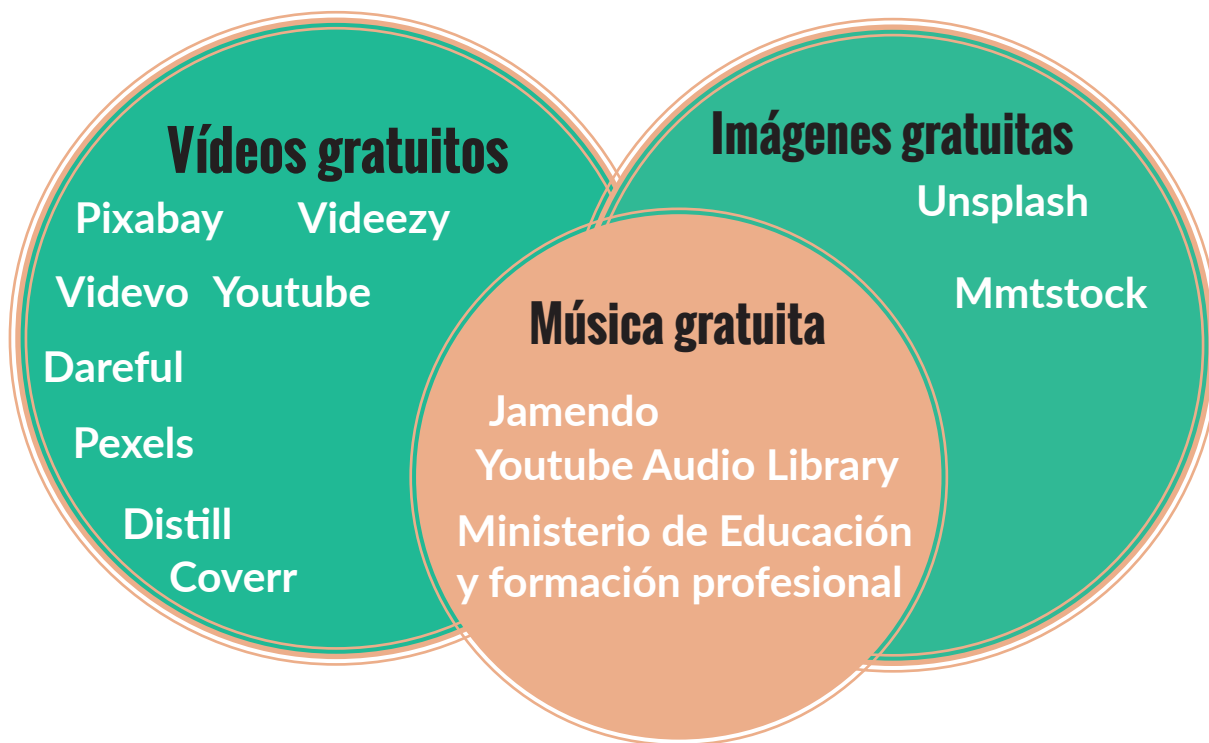 Vídeos gratuitos
Pixabay Videezy
Videvo Youtube
Dareful
Pexels
Distill
Coverr
Imágenes gratuitas
Unsplash
Mmtstock
Música gratuita
Jamendo
Youtube Audio Library
Ministerio de Educación
y formación profesional